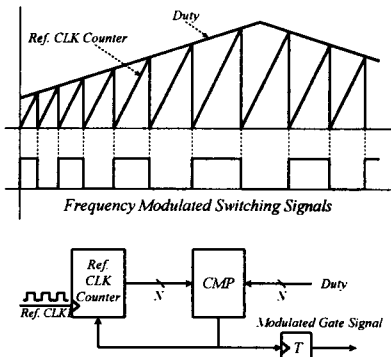 Duty
Ref. CLK Counter
Frequency Modulated Switching Signals
Ref.
CLK
Counter
CMP
N
N
Duty
Ref. CLK
Modulated Gate Signal
T